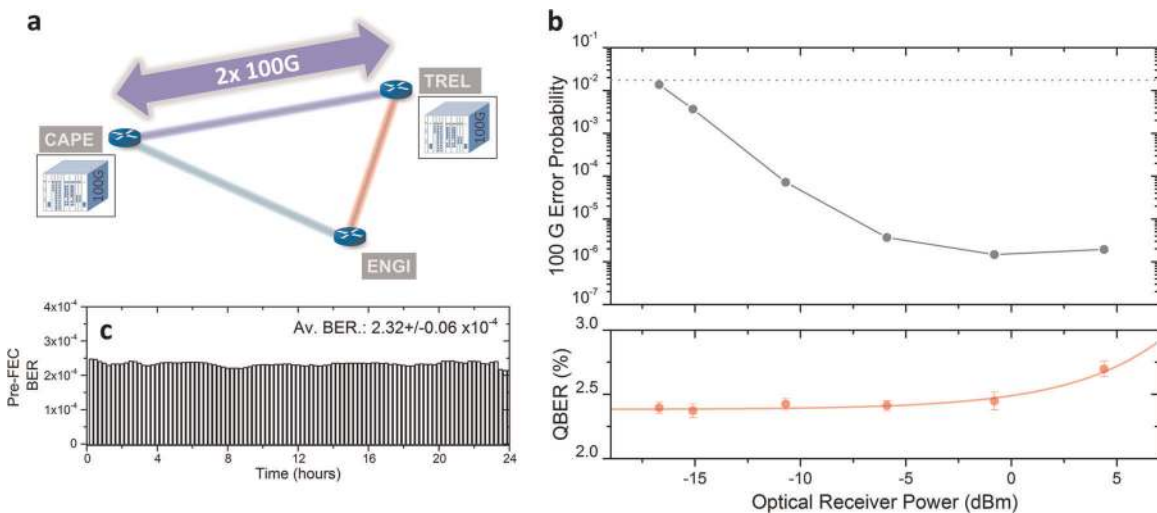 a
2x 100G
TREL
100G
CAPE
100G
ENGI
b
10⁻¹
10⁻²
10⁻³
10⁻⁴
10⁻⁵
10⁻⁶
10⁻⁷
100 G Error Probability
3.0
2.5
2.0
QBER (%)
-15 -10 -5 0 5
Optical Receiver Power (dBm)
c
Av. BER.: 2.32+/-0.06 x10⁻⁴
4x10⁻⁴
3x10⁻⁴
2x10⁻⁴
1x10⁻⁴
0
Pre-FEC
BER
0 4 8 12 16 20 24
Time (hours)